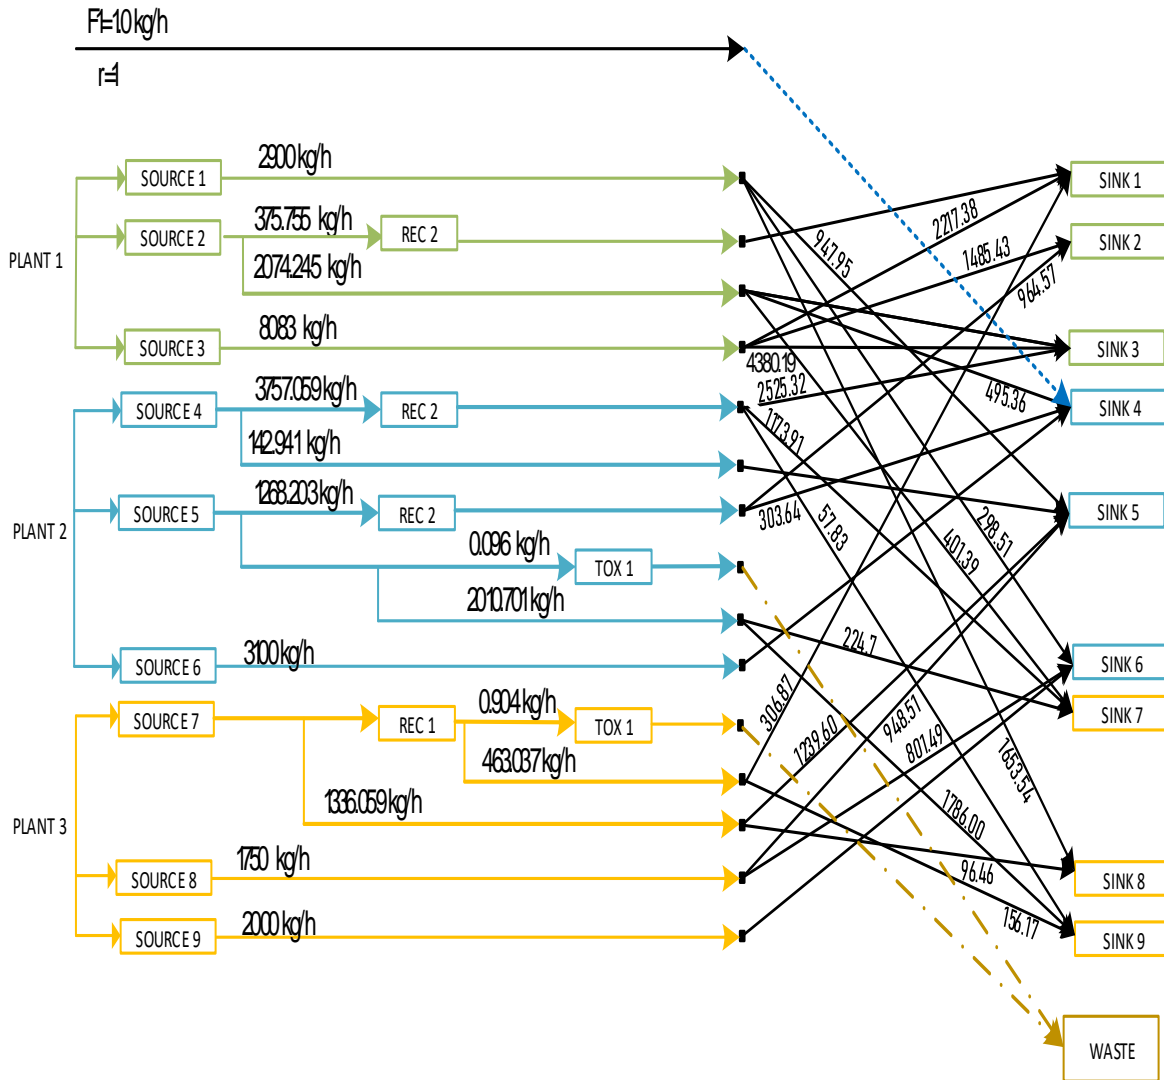 F1=1.0 kg/h
r=1
2900 kg/h
SOURCE 1
SINK 1
375.755 kg/h
2217.38
SOURCE 2
REC 2
947.95
1485.43
SINK 2
PLANT 1
2074.245 kg/h
964.57
8083 kg/h
SOURCE 3
4380.19
SINK 3
3757.059 kg/h
2525.32
495.36
SOURCE 4
REC 2
SINK 4
142.941 kg/h
1173.91
1268.203 kg/h
SOURCE 5
REC 2
303.64
57.83
298.51
SINK 5
PLANT 2
0.096 kg/h
401.39
TOX 1
2010.701 kg/h
224.7
3100 kg/h
SOURCE 6
SINK 6
0.904 kg/h
306.87
948.51
SOURCE 7
REC 1
TOX 1
1239.60
801.49
SINK 7
463.037 kg/h
1653.54
1336.059 kg/h
1786.00
PLANT 3
1750 kg/h
96.46
SOURCE 8
SINK 8
2000 kg/h
156.17
SOURCE 9
SINK 9
WASTE